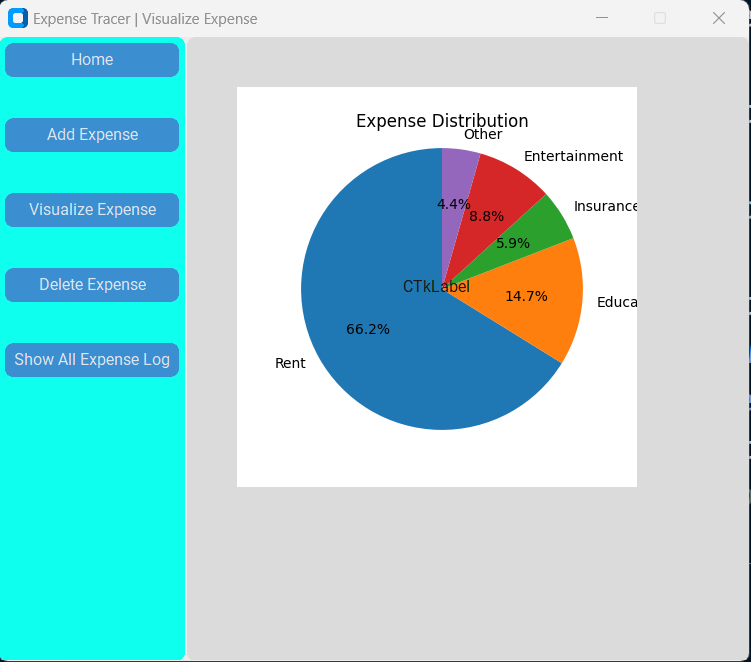 Expense Tracer | Visualize Expense
Home
Add Expense
Visualize Expense
Delete Expense
Show All Expense Log
Expense Distribution
Other
Entertainment
Insurance
Educa
Rent
4.4%
8.8%
5.9%
14.7%
66.2%
CTkLabel